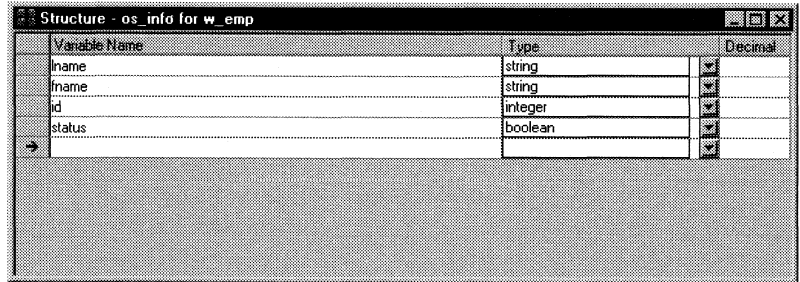 Structure - os_info for w_emp
Variable Name Type Decimal
lname string
fname string
id integer
status boolean